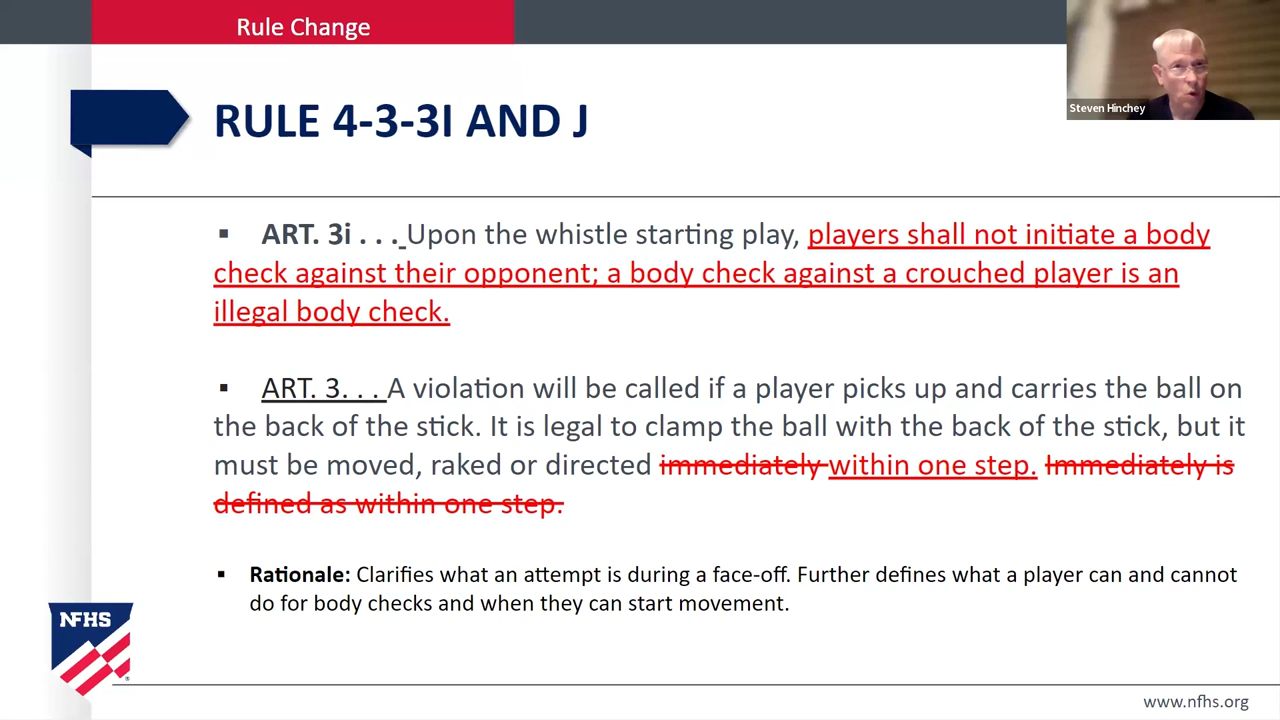 Rule Change
Steven Hinchey
RULE 4-3-3I AND J
▪ ART. 3i . . . Upon the whistle starting play, players shall not initiate a body
check against their opponent; a body check against a crouched player is an
illegal body check.
▪ ART. 3. . . A violation will be called if a player picks up and carries the ball on
the back of the stick. It is legal to clamp the ball with the back of the stick, but it
must be moved, raked or directed immediately within one step. Immediately is
defined as within one step.
▪ Rationale: Clarifies what an attempt is during a face-off. Further defines what a player can and cannot
do for body checks and when they can start movement.
NFHS
www.nfhs.org